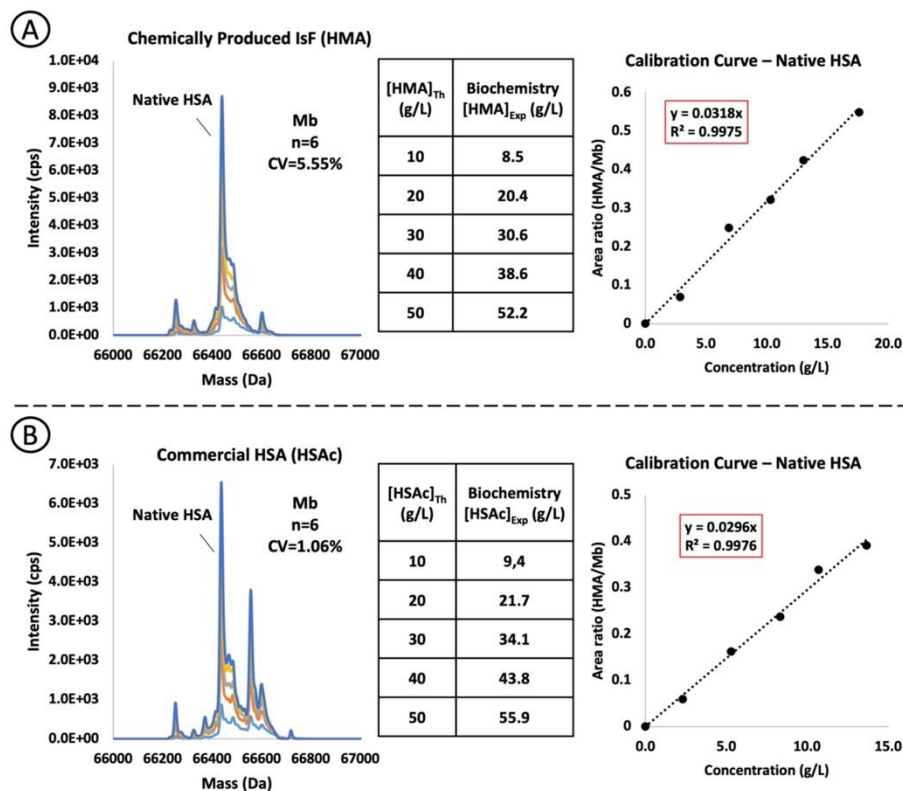 A
Chemically Produced IsF (HMA)
Intensity (cps)
1.0E+04
9.0E+03
8.0E+03
7.0E+03
6.0E+03
5.0E+03
4.0E+03
3.0E+03
2.0E+03
1.0E+03
0.0E+00
Native HSA
Mb
n=6
CV=5.55%
66000 66200 66400 66600 66800 67000
Mass (Da)
[HMA]Th (g/L) Biochemistry [HMA]Exp (g/L)
10 8.5
20 20.4
30 30.6
40 38.6
50 52.2
Calibration Curve – Native HSA
Area ratio (HMA/Mb)
0.6
0.5
0.4
0.3
0.2
0.1
0
y = 0.0318x
R² = 0.9975
0.0 5.0 10.0 15.0 20.0
Concentration (g/L)
B
Commercial HSA (HSAc)
Intensity (cps)
7.0E+03
6.0E+03
5.0E+03
4.0E+03
3.0E+03
2.0E+03
1.0E+03
0.0E+00
Native HSA
Mb
n=6
CV=1.06%
66000 66200 66400 66600 66800 67000
Mass (Da)
[HSAc]Th (g/L) Biochemistry [HSAc]Exp (g/L)
10 9,4
20 21.7
30 34.1
40 43.8
50 55.9
Calibration Curve – Native HSA
Area ratio (HMA/Mb)
0.5
0.4
0.3
0.2
0.1
0
y = 0.0296x
R² = 0.9976
0.0 5.0 10.0 15.0
Concentration (g/L)